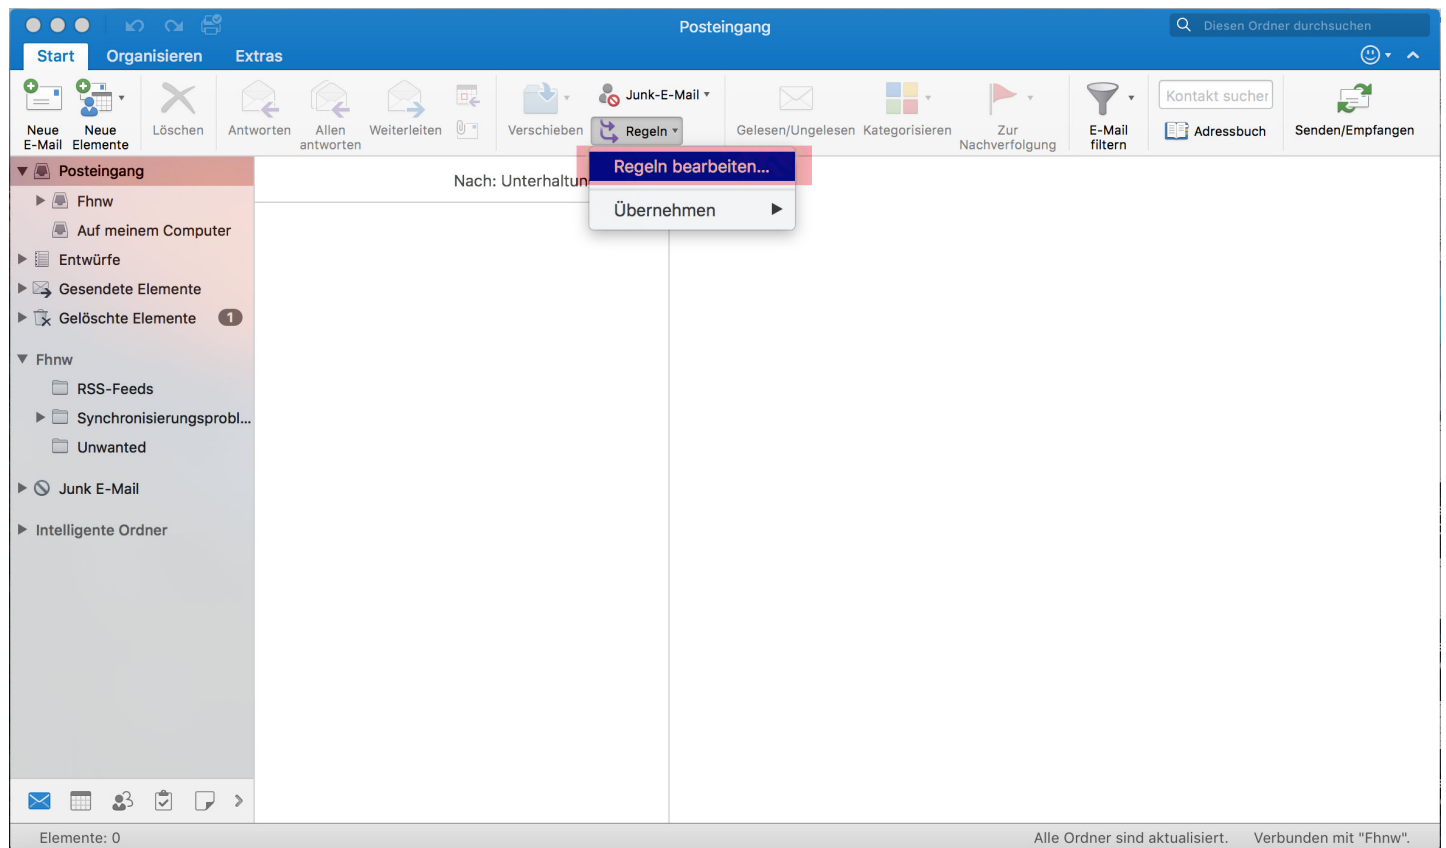 Posteingang
Diesen Ordner durchsuchen
Start Organisieren Extras
Neue E-Mail
Neue Elemente
Löschen
Antworten
Allen antworten
Weiterleiten
Verschieben
Junk-E-Mail
Regeln
Gelesen/Ungelesen
Kategorisieren
Zur Nachverfolgung
E-Mail filtern
Kontakt sucher
Adressbuch
Senden/Empfangen
Regeln bearbeiten...
Übernehmen
Nach: Unterhaltun
Posteingang
Fhnw
Auf meinem Computer
Entwürfe
Gesendete Elemente
Gelöschte Elemente 1
Fhnw
RSS-Feeds
Synchronisierungsprobl...
Unwanted
Junk E-Mail
Intelligente Ordner
Elemente: 0
Alle Ordner sind aktualisiert. Verbunden mit "Fhnw".